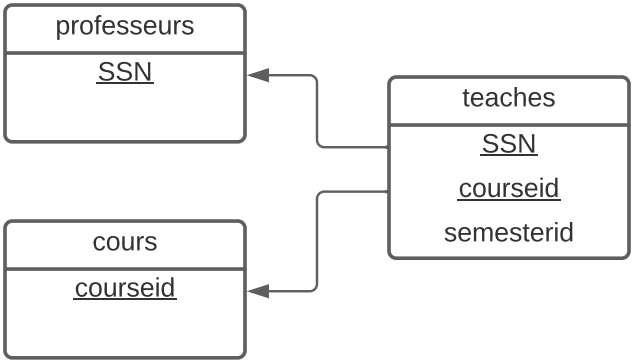 professeurs
SSN
teaches
SSN
courseid
semesterid
cours
courseid